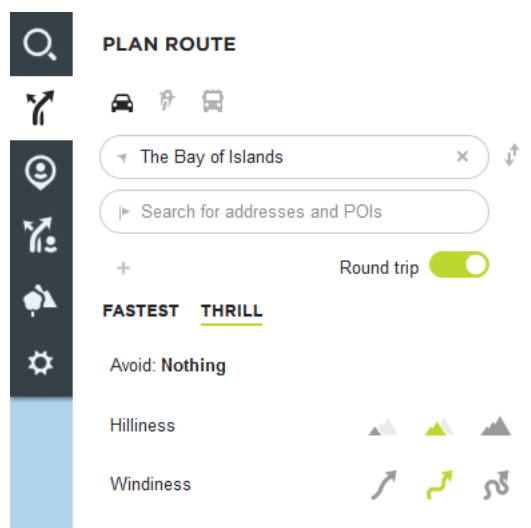 PLAN ROUTE
The Bay of Islands
Search for addresses and POIs
Round trip
FASTEST THRILL
Avoid: Nothing
Hilliness
Windiness